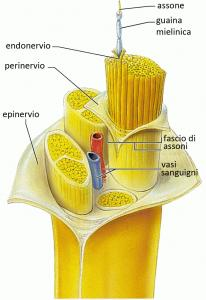 assone
guaina
mielinica
endonervio
perinervio
epinervio
fascio di
assoni
vasi
sanguigni